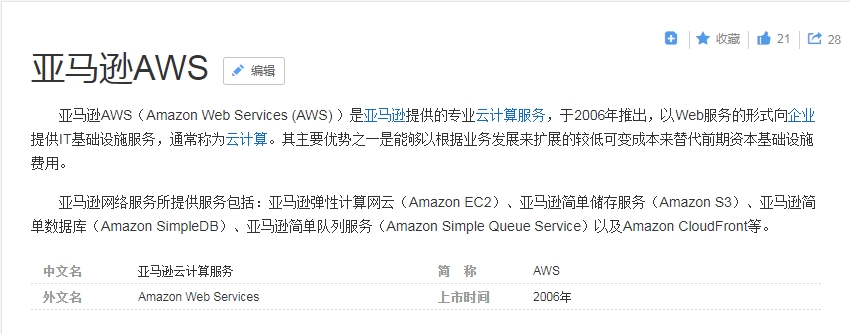 收藏 21 28
亚马逊AWS 编辑
亚马逊AWS（Amazon Web Services (AWS) ）是亚马逊提供的专业云计算服务，于2006年推出，以Web服务的形式向企业
提供IT基础设施服务，通常称为云计算。其主要优势之一是能够以根据业务发展来扩展的较低可变成本来替代前期资本基础设施
费用。
亚马逊网络服务所提供服务包括：亚马逊弹性计算网云（Amazon EC2）、亚马逊简单储存服务（Amazon S3）、亚马逊简
单数据库（Amazon SimpleDB）、亚马逊简单队列服务（Amazon Simple Queue Service）以及Amazon CloudFront等。
中文名 亚马逊云计算服务 简 称 AWS
外文名 Amazon Web Services 上市时间 2006年